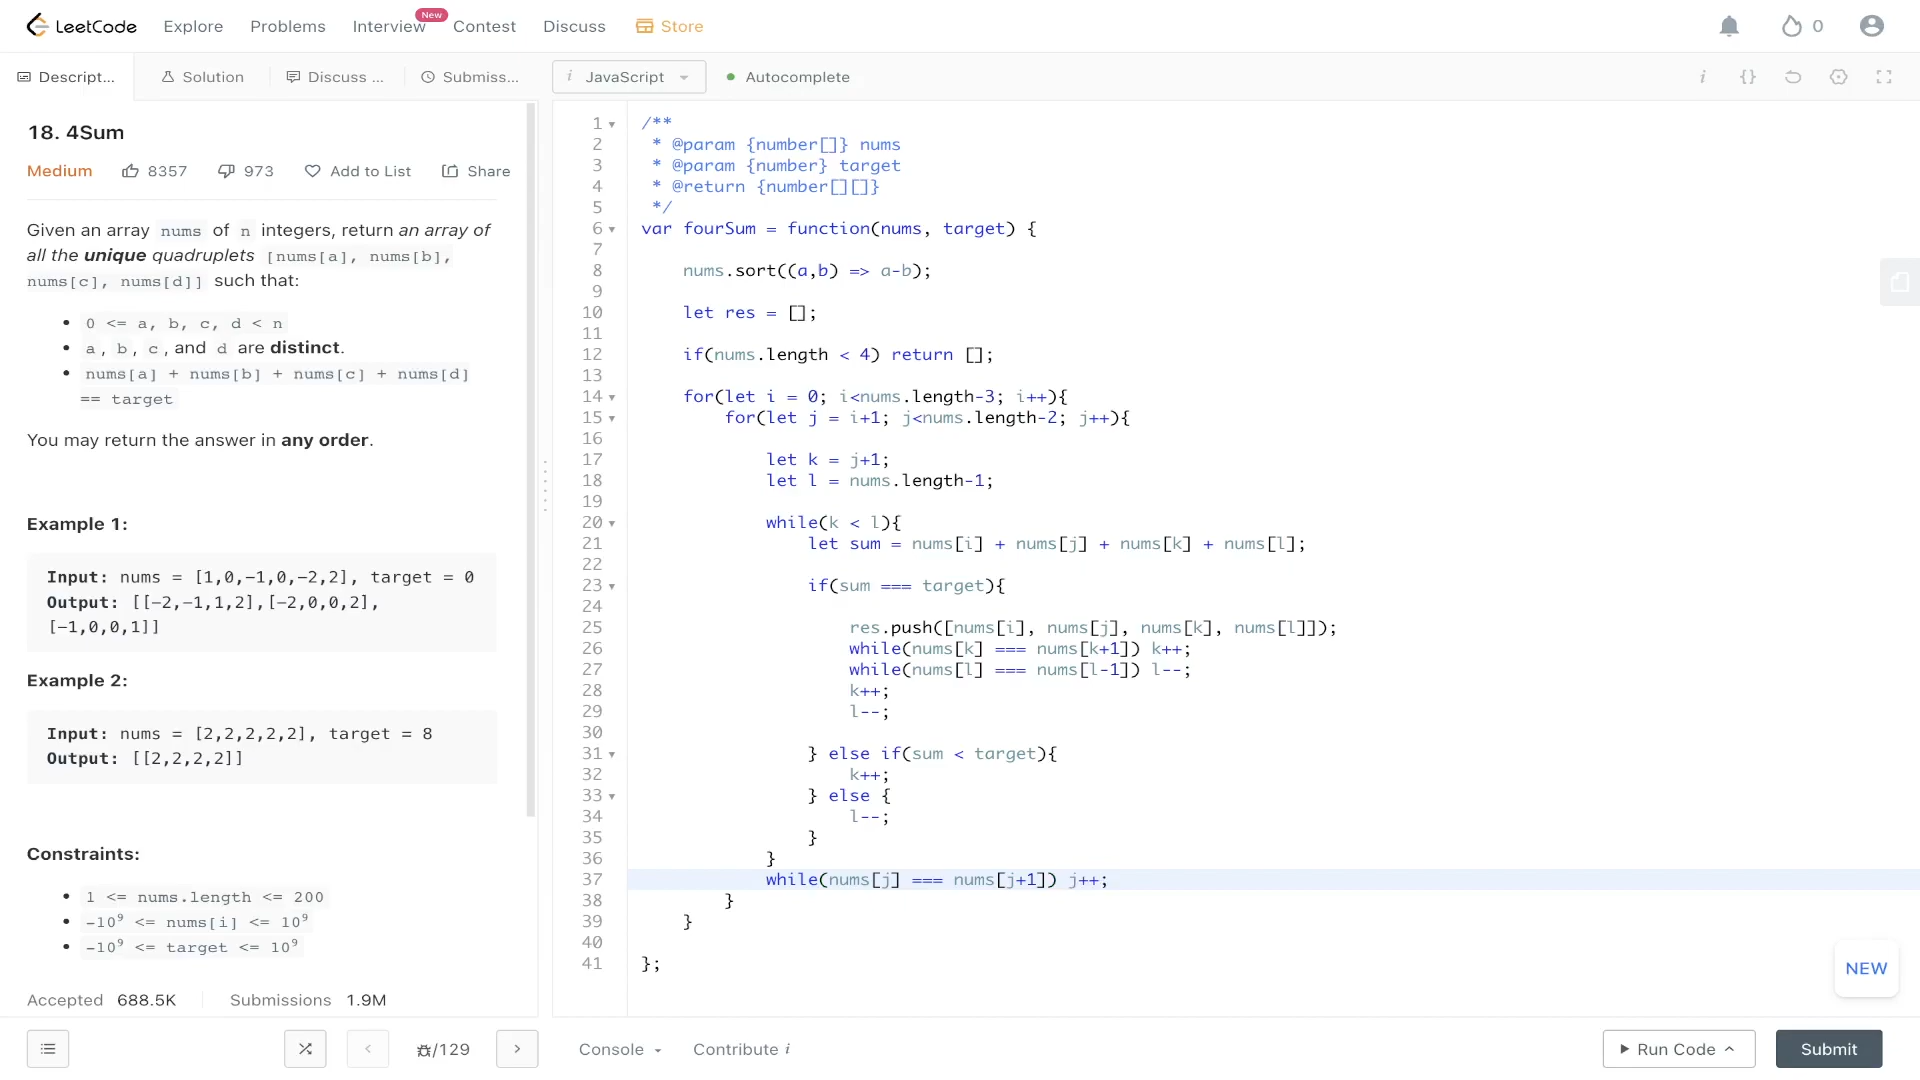 LeetCode Explore Problems Interview New Contest Discuss Store 0
Descript... Solution Discuss ... Submiss... i JavaScript Autocomplete i {}
18. 4Sum
Medium 8357 973 Add to List Share
Given an array nums of n integers, return an array of
all the unique quadruplets [nums[a], nums[b],
nums[c], nums[d]] such that:
• 0 <= a, b, c, d < n
• a, b, c, and d are distinct.
• nums[a] + nums[b] + nums[c] + nums[d]
== target
You may return the answer in any order.
Example 1:
Input: nums = [1,0,−1,0,−2,2], target = 0
Output: [[−2,−1,1,2],[−2,0,0,2],
[−1,0,0,1]]
Example 2:
Input: nums = [2,2,2,2,2], target = 8
Output: [[2,2,2,2]]
Constraints:
• 1 <= nums.length <= 200
• -10⁹ <= nums[i] <= 10⁹
• -10⁹ <= target <= 10⁹
Accepted 688.5K Submissions 1.9M
1 /**
2 * @param {number[]} nums
3 * @param {number} target
4 * @return {number[][]}
5 */
6 var fourSum = function(nums, target) {
7
8 nums.sort((a,b) => a-b);
9
10 let res = [];
11
12 if(nums.length < 4) return [];
13
14 for(let i = 0; i<nums.length-3; i++){
15 for(let j = i+1; j<nums.length-2; j++){
16
17 let k = j+1;
18 let l = nums.length-1;
19
20 while(k < l){
21 let sum = nums[i] + nums[j] + nums[k] + nums[l];
22
23 if(sum === target){
24
25 res.push([nums[i], nums[j], nums[k], nums[l]]);
26 while(nums[k] === nums[k+1]) k++;
27 while(nums[l] === nums[l-1]) l--;
28 k++;
29 l--;
30
31 } else if(sum < target){
32 k++;
33 } else {
34 l--;
35 }
36 }
37 while(nums[j] === nums[j+1]) j++;
38 }
39 }
40
41 };
NEW
/129 Console Contribute i Run Code Submit